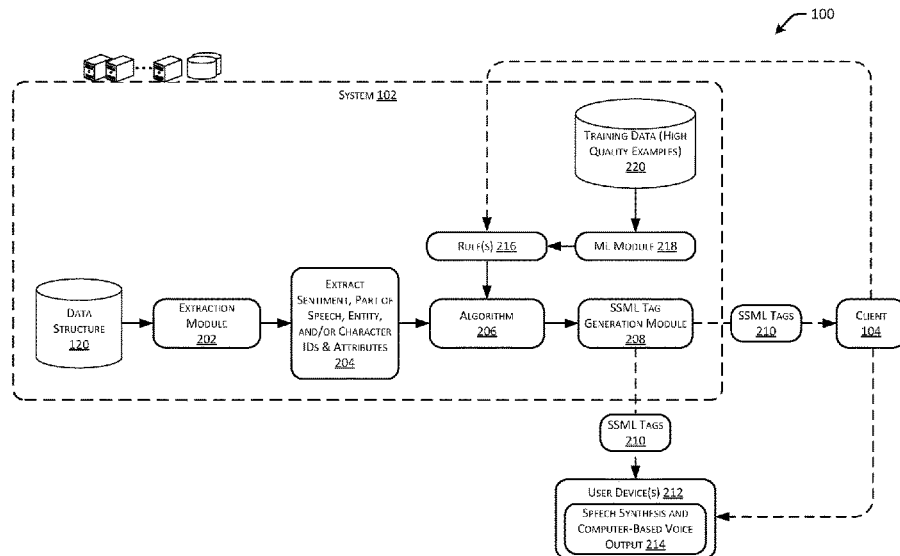 100
SYSTEM 102
TRAINING DATA (HIGH
QUALITY EXAMPLES)
220
RULE(S) 216
ML MODULE 218
DATA
STRUCTURE
120
EXTRACTION
MODULE
202
EXTRACT
SENTIMENT, PART OF
SPEECH, ENTITY,
AND/OR CHARACTER
IDS & ATTRIBUTES
204
ALGORITHM
206
SSML TAG
GENERATION MODULE
208
SSML TAGS
210
CLIENT
104
SSML TAGS
210
USER DEVICE(S) 212
SPEECH SYNTHESIS AND
COMPUTER-BASED VOICE
OUTPUT 214